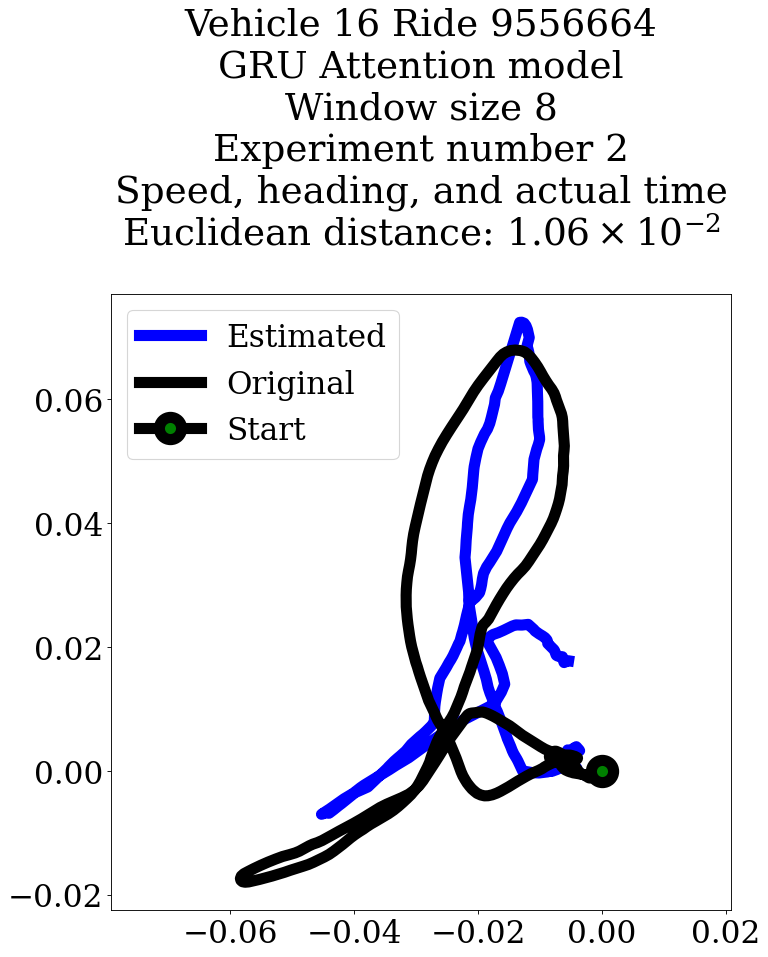 Vehicle 16 Ride 9556664
GRU Attention model
Window size 8
Experiment number 2
Speed, heading, and actual time
Euclidean distance: 1.06 × 10⁻²
Estimated
Original
Start
0.06
0.04
0.02
0.00
−0.02
−0.06 −0.04 −0.02 0.00 0.02